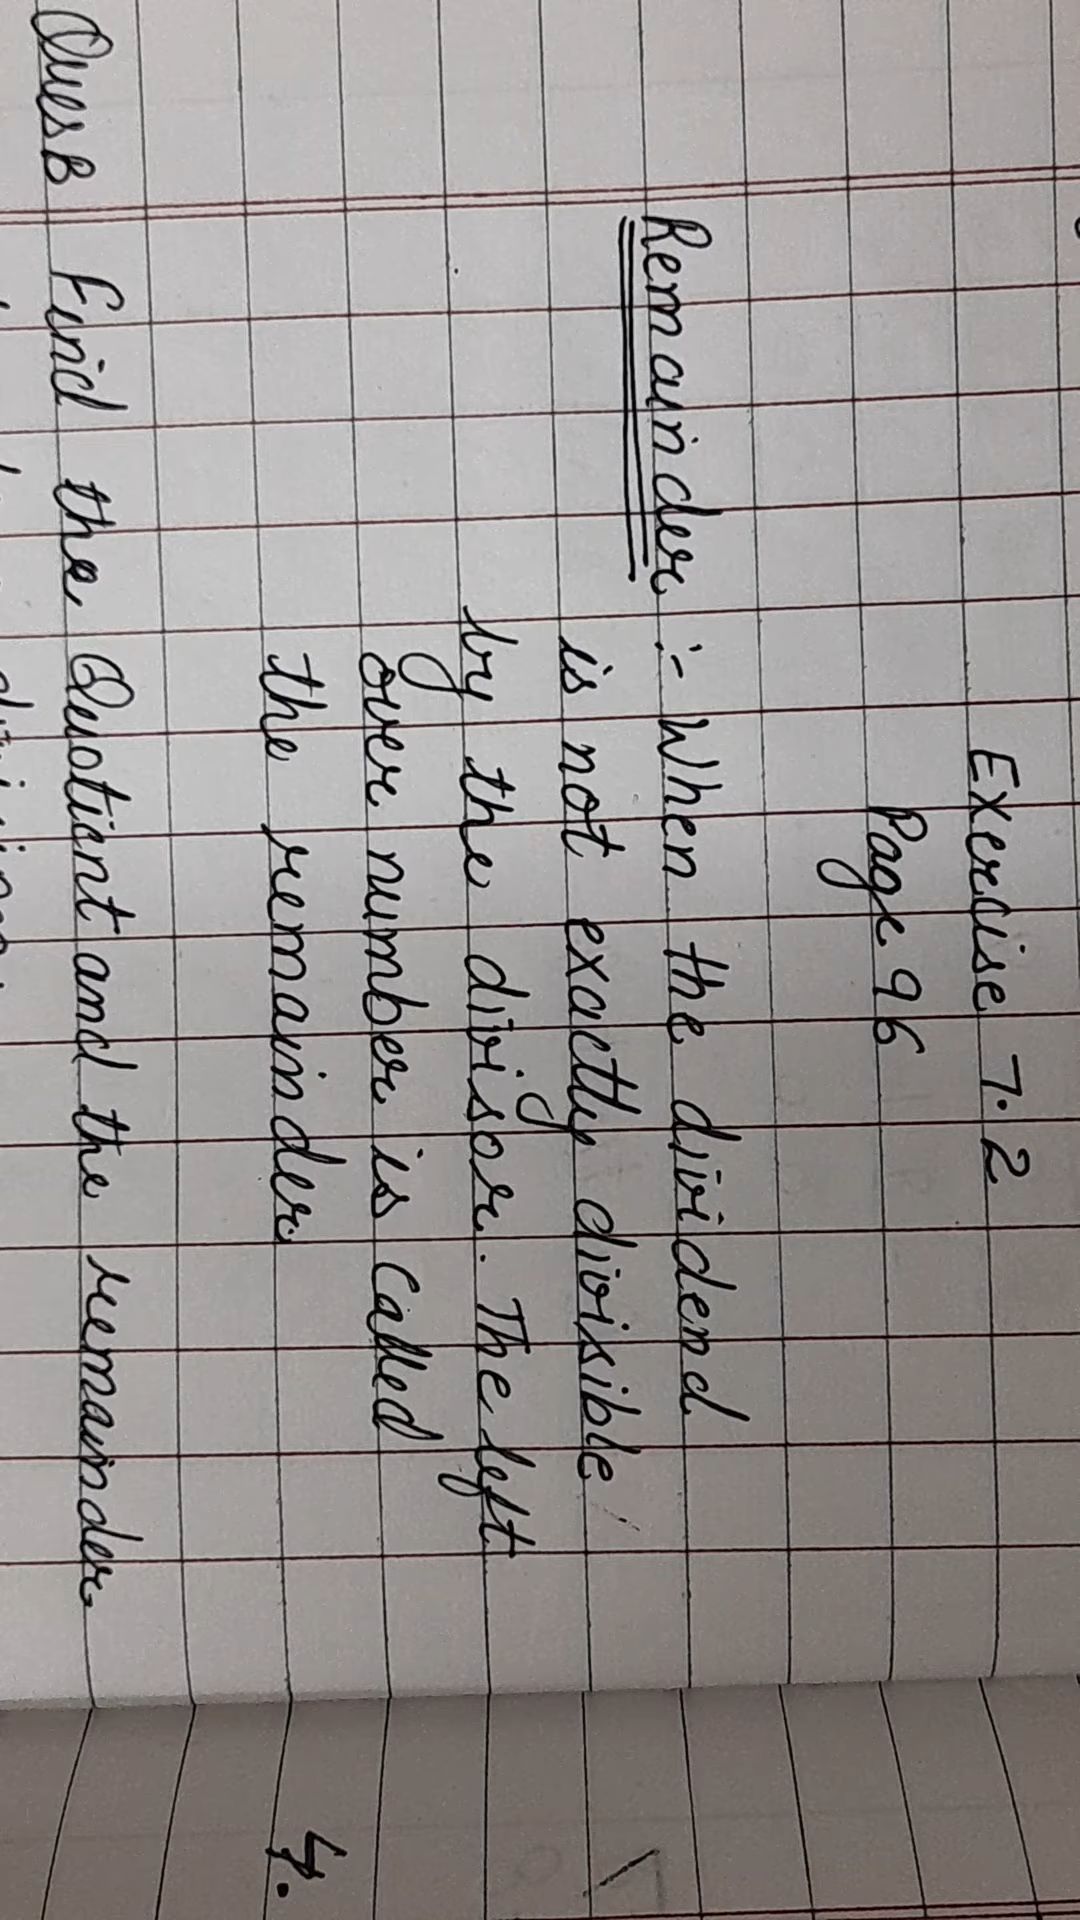 Exercise 7.2
Page 96
Remainder :- When the dividend
is not exactly divisible
by the divisor. The left
over number is called
the remainder.
Ques B Find the Quotient and the remainder
4.